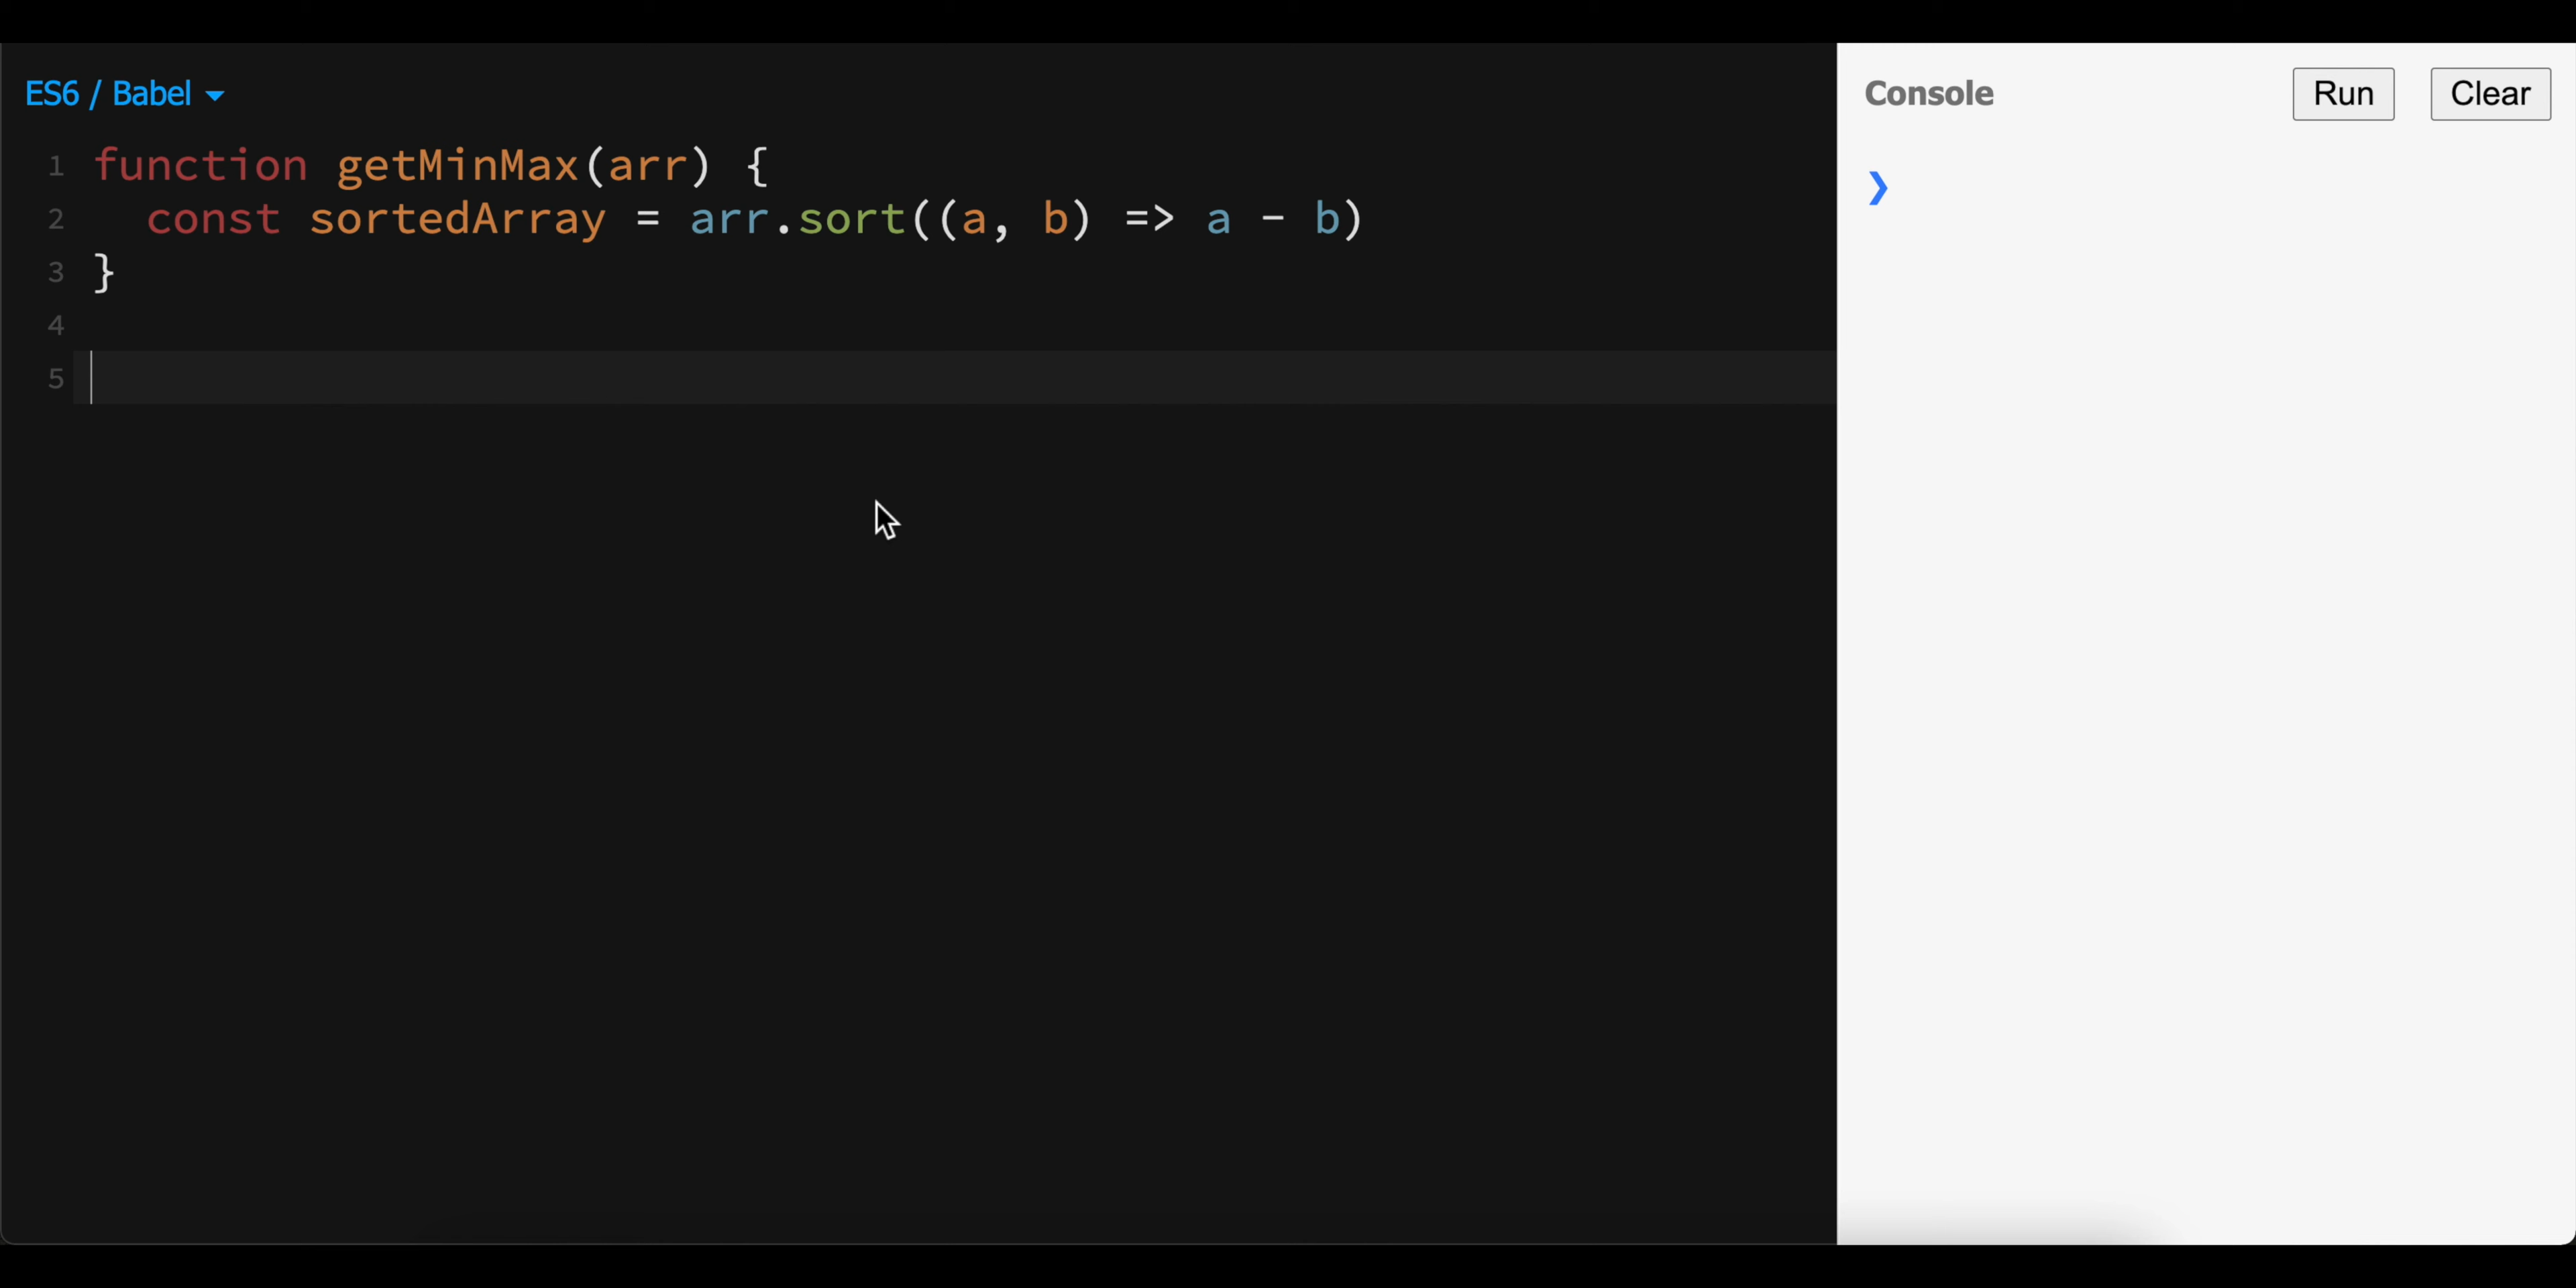 ES6 / Babel
Console
Run
Clear
1 function getMinMax(arr) {
2   const sortedArray = arr.sort((a, b) => a - b)
3 }
4
5
❯